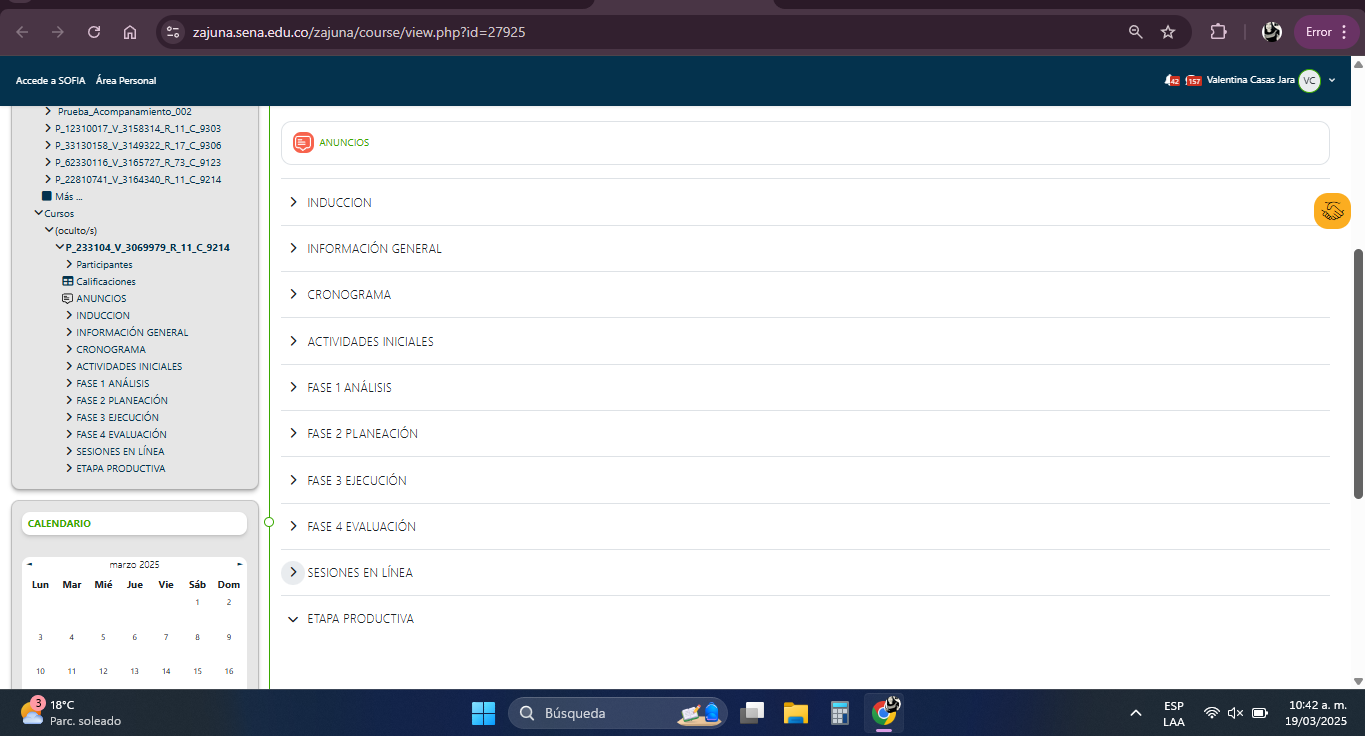 zajuna.sena.edu.co/zajuna/course/view.php?id=27925
Error
Accede a SOFIA Área Personal
42 157 Valentina Casas Jara VC
Prueba_Acompanamiento_002
P_12310017_V_3158314_R_11_C_9303
P_33130158_V_3149322_R_17_C_9306
P_62330116_V_3165727_R_73_C_9123
P_22810741_V_3164340_R_11_C_9214
Más ...
Cursos
(oculto/s)
P_233104_V_3069979_R_11_C_9214
Participantes
Calificaciones
ANUNCIOS
INDUCCION
INFORMACIÓN GENERAL
CRONOGRAMA
ACTIVIDADES INICIALES
FASE 1 ANÁLISIS
FASE 2 PLANEACIÓN
FASE 3 EJECUCIÓN
FASE 4 EVALUACIÓN
SESIONES EN LÍNEA
ETAPA PRODUCTIVA
CALENDARIO
marzo 2025
Lun Mar Mié Jue Vie Sáb Dom
1 2
3 4 5 6 7 8 9
10 11 12 13 14 15 16
ANUNCIOS
INDUCCION
INFORMACIÓN GENERAL
CRONOGRAMA
ACTIVIDADES INICIALES
FASE 1 ANÁLISIS
FASE 2 PLANEACIÓN
FASE 3 EJECUCIÓN
FASE 4 EVALUACIÓN
SESIONES EN LÍNEA
ETAPA PRODUCTIVA
3
18°C
Parc. soleado
Búsqueda
ESP
LAA
10:42 a. m.
19/03/2025